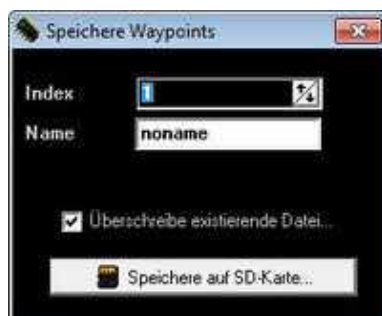 Speichere Waypoints
Index 1
Name noname
Überschreibe existierende Datei...
Speichere auf SD-Karte...